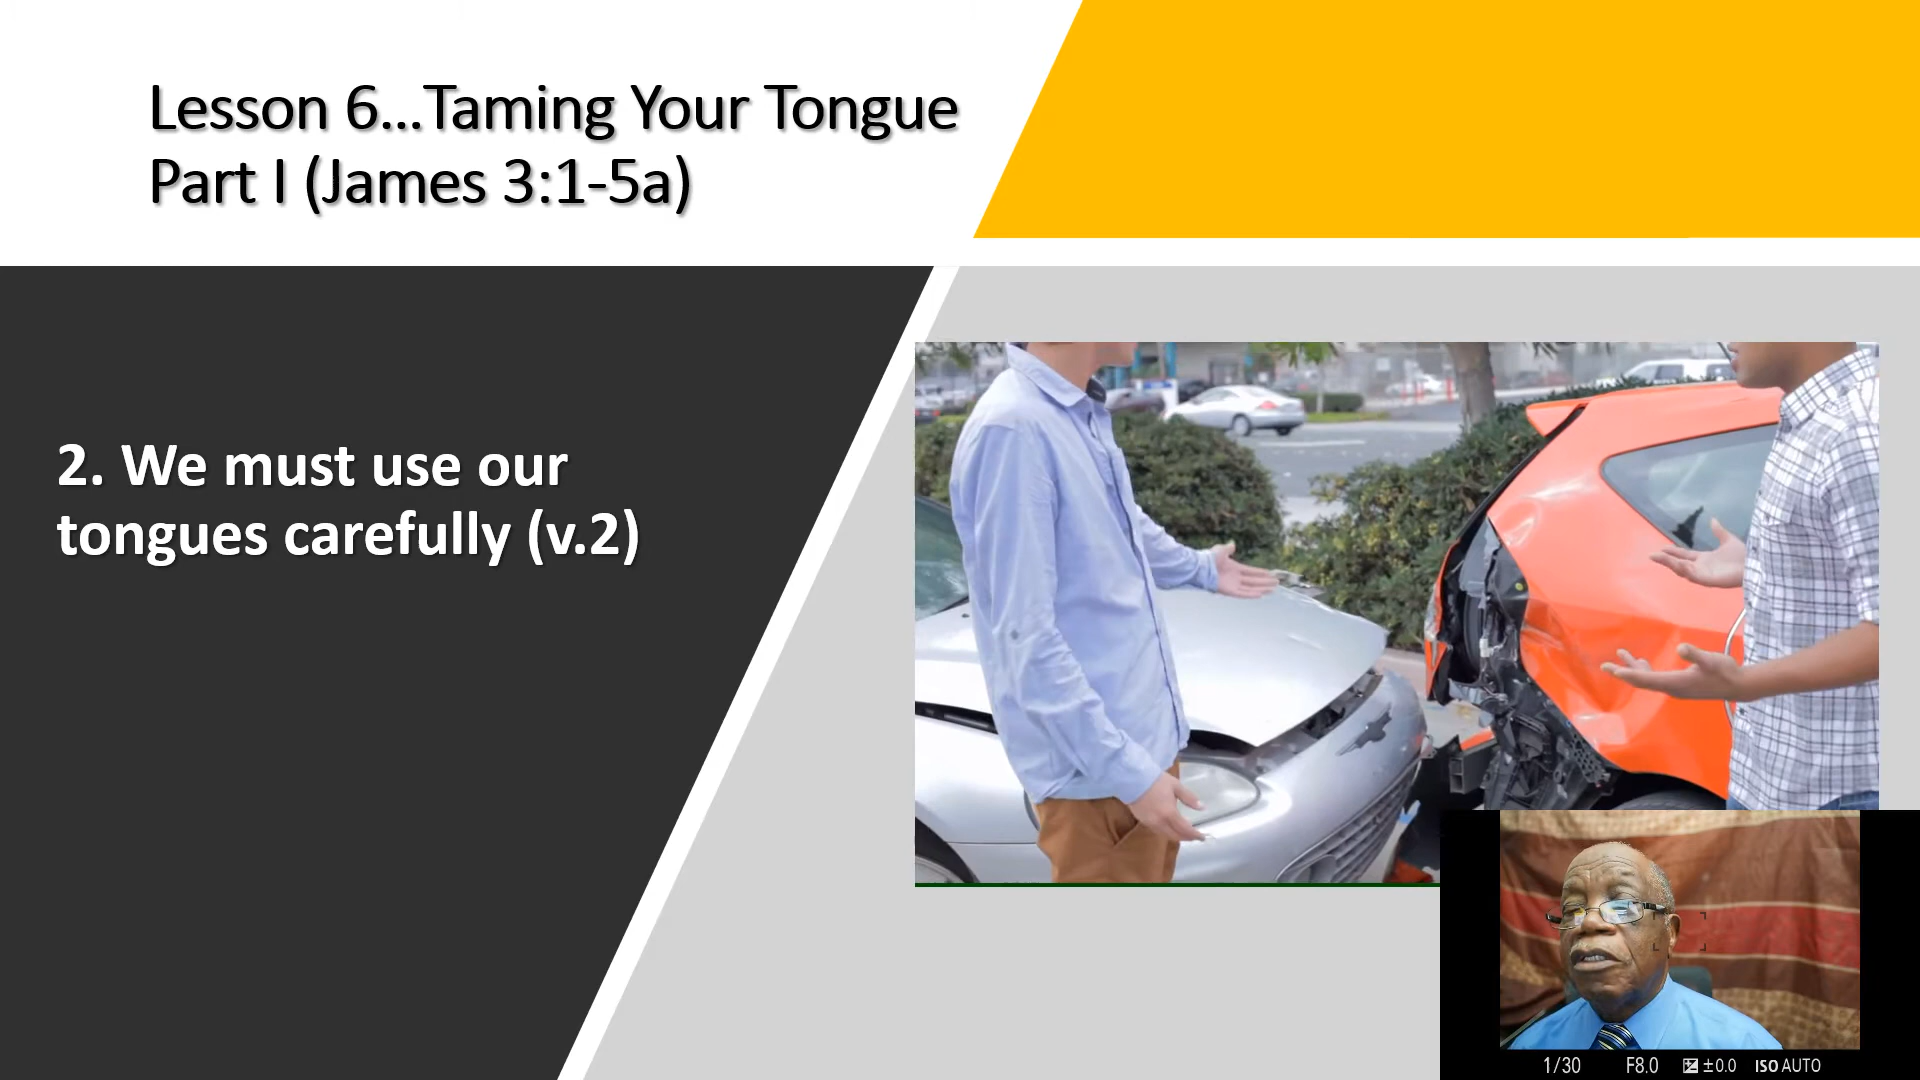 Lesson 6…Taming Your Tongue
Part I (James 3:1-5a)
2. We must use our
tongues carefully (v.2)
1/30 F8.0 ±0.0 ISO AUTO